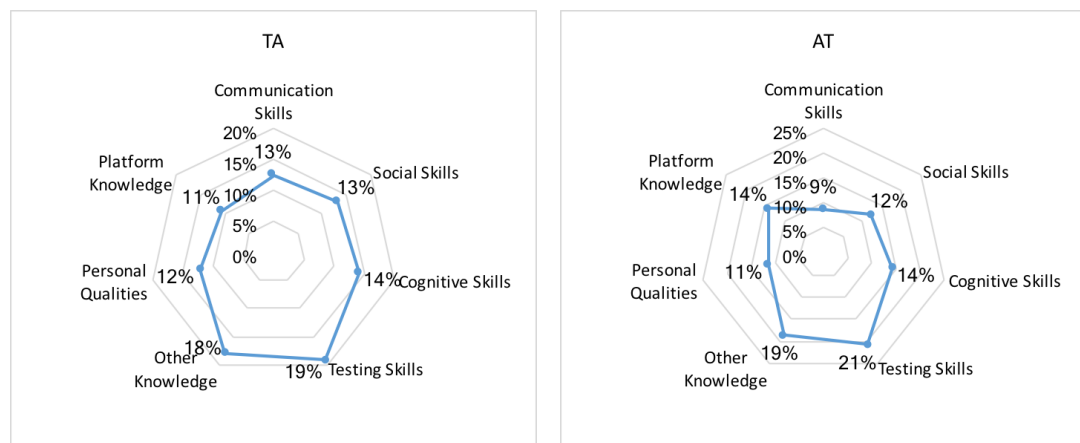 TA
Communication
Skills
20%
13%
15%
Platform
Knowledge
Social Skills
13%
11%
10%
5%
0%
Personal
Qualities
12%
14%
Cognitive Skills
18%
Other
Knowledge
19%
Testing Skills
AT
Communication
Skills
25%
20%
Platform
Knowledge
Social Skills
15%
9%
14%
12%
10%
5%
0%
Personal
Qualities
11%
14%
Cognitive Skills
19%
Other
Knowledge
21%
Testing Skills